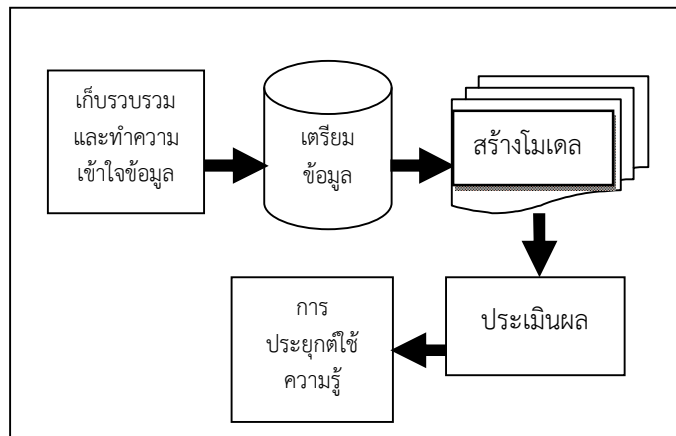 เก็บรวบรวม
และทำความ
เข้าใจข้อมูล
เตรียม
ข้อมูล
สร้างโมเดล
ประเมินผล
การ
ประยุกต์ใช้
ความรู้